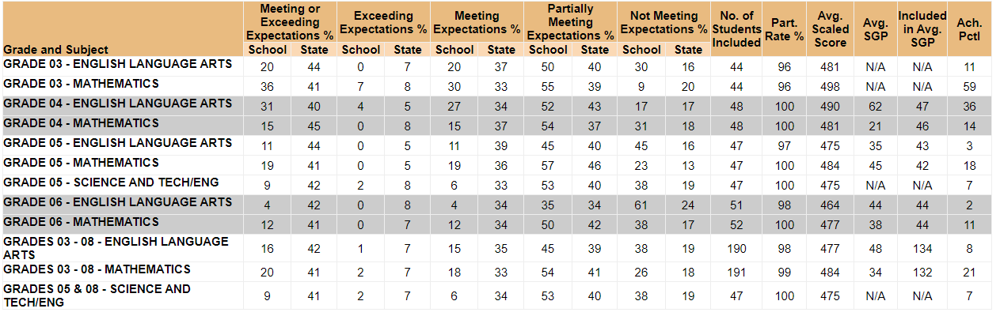 Grade and Subject Meeting or Exceeding Expectations % Exceeding Expectations % Meeting Expectations % Partially Meeting Expectations % Not Meeting Expectations % No. of Students Included Part. Rate % Avg. Scaled Score Avg. SGP Included in Avg. SGP Ach. Pctl
School State School State School State School State School State
GRADE 03 - ENGLISH LANGUAGE ARTS 20 44 0 7 20 37 50 40 30 16 44 96 481 N/A N/A 11
GRADE 03 - MATHEMATICS 36 41 7 8 30 33 55 39 9 20 44 96 498 N/A N/A 59
GRADE 04 - ENGLISH LANGUAGE ARTS 31 40 4 5 27 34 52 43 17 17 48 100 490 62 47 36
GRADE 04 - MATHEMATICS 15 45 0 8 15 37 54 37 31 18 48 100 481 21 46 14
GRADE 05 - ENGLISH LANGUAGE ARTS 11 44 0 5 11 39 45 40 45 16 47 97 475 35 43 3
GRADE 05 - MATHEMATICS 19 41 0 5 19 36 57 46 23 13 47 100 484 45 42 18
GRADE 05 - SCIENCE AND TECH/ENG 9 42 2 8 6 33 53 40 38 19 47 100 475 N/A N/A 7
GRADE 06 - ENGLISH LANGUAGE ARTS 4 42 0 8 4 34 35 34 61 24 51 98 464 44 44 2
GRADE 06 - MATHEMATICS 12 41 0 7 12 34 50 42 38 17 52 100 477 38 44 11
GRADES 03 - 08 - ENGLISH LANGUAGE
ARTS 16 42 1 7 15 35 45 39 38 19 190 98 477 48 134 8
GRADES 03 - 08 - MATHEMATICS 20 41 2 7 18 33 54 41 26 18 191 99 484 34 132 21
GRADES 05 & 08 - SCIENCE AND
TECH/ENG 9 41 2 7 6 34 53 40 38 19 47 100 475 N/A N/A 7